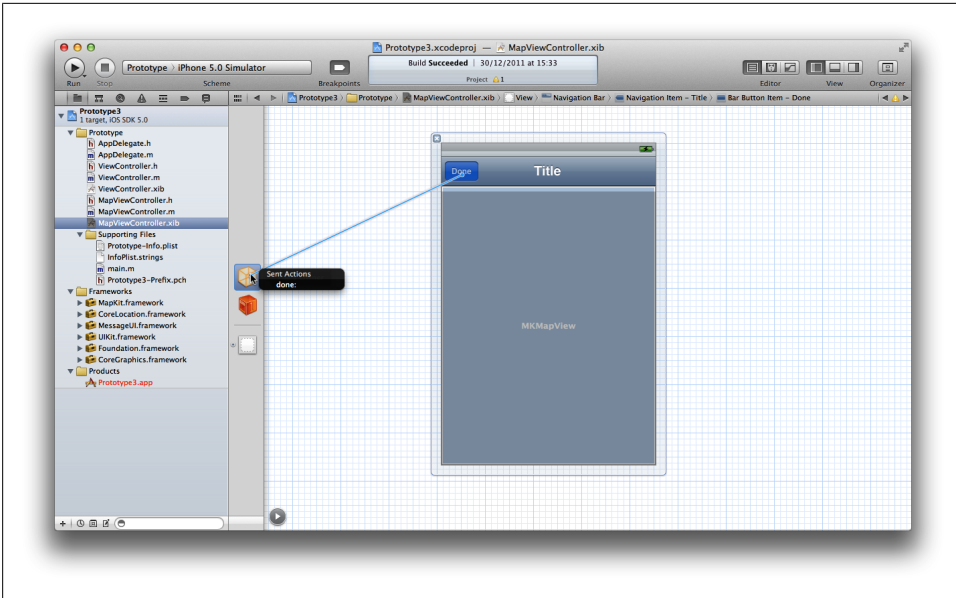 Prototype3.xcodeproj — MapViewController.xib
Prototype › iPhone 5.0 Simulator
Build Succeeded | 30/12/2011 at 15:33
Project 1
Run Stop Scheme Breakpoints Editor View Organizer
Prototype3 › Prototype › MapViewController.xib › View › Navigation Bar › Navigation Item – Title › Bar Button Item – Done
Prototype3
1 target, iOS SDK 5.0
Prototype
h AppDelegate.h
m AppDelegate.m
h ViewController.h
m ViewController.m
ViewController.xib
h MapViewController.h
m MapViewController.m
MapViewController.xib
Supporting Files
Prototype-Info.plist
InfoPlist.strings
m main.m
h Prototype3-Prefix.pch
Frameworks
MapKit.framework
CoreLocation.framework
MessageUI.framework
UIKit.framework
Foundation.framework
CoreGraphics.framework
Products
Prototype3.app
Done Title
Sent Actions
done:
MKMapView